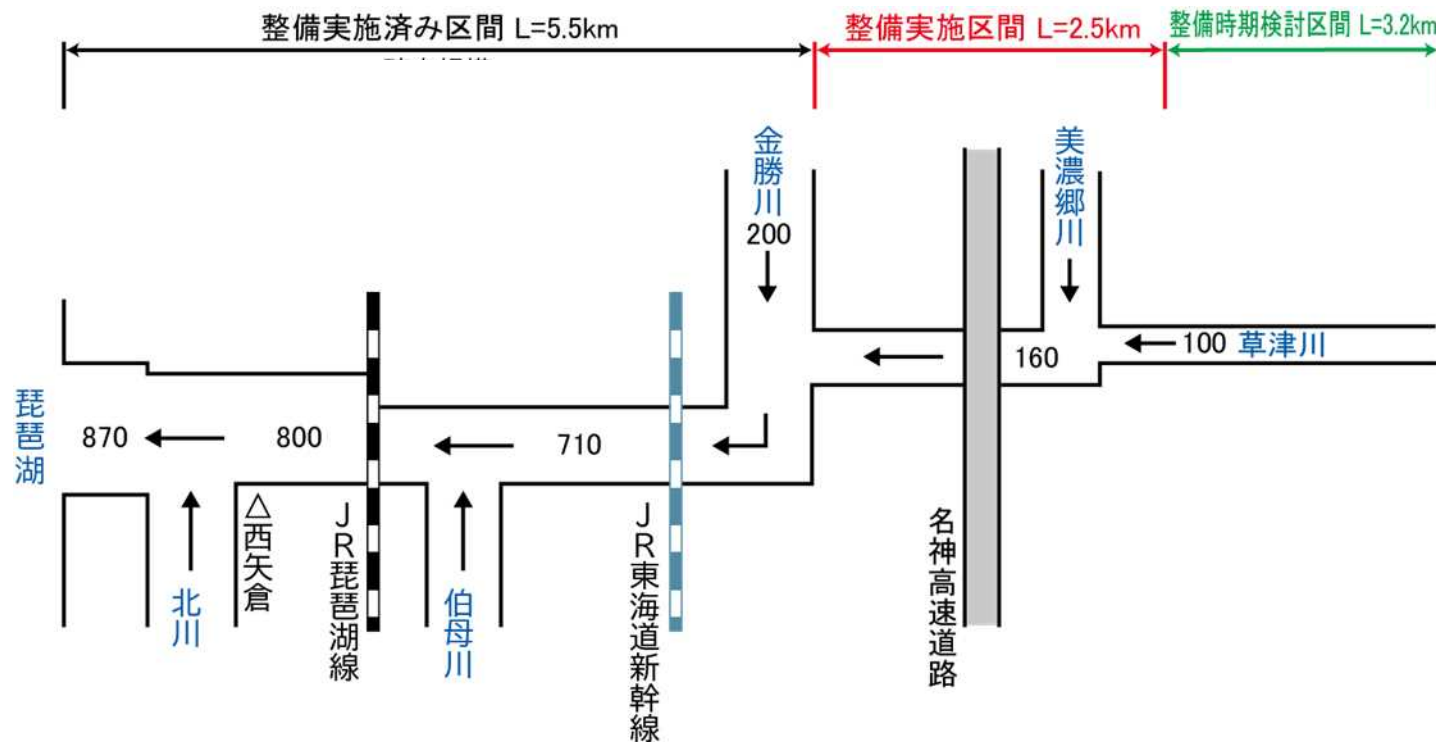 整備実施済み区間 L=5.5km
整備実施区間 L=2.5km
整備時期検討区間 L=3.2km
金勝川
200
美濃郷川
160
100
草津川
琵琶湖
870
800
710
△西矢倉
北川
JR琵琶湖線
伯母川
JR東海道新幹線
名神高速道路